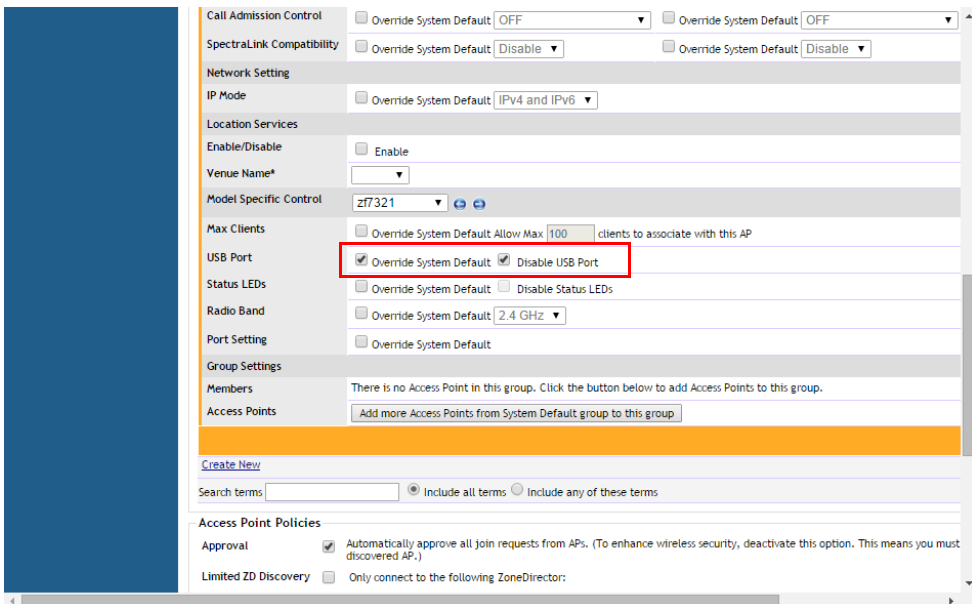 Call Admission Control Override System Default OFF Override System Default OFF
SpectraLink Compatibility Override System Default Disable Override System Default Disable
Network Setting
IP Mode Override System Default IPv4 and IPv6
Location Services
Enable/Disable Enable
Venue Name*
Model Specific Control zf7321
Max Clients Override System Default Allow Max 100 clients to associate with this AP
USB Port Override System Default Disable USB Port
Status LEDs Override System Default Disable Status LEDs
Radio Band Override System Default 2.4 GHz
Port Setting Override System Default
Group Settings
Members There is no Access Point in this group. Click the button below to add Access Points to this group.
Access Points Add more Access Points from System Default group to this group
Create New
Search terms Include all terms Include any of these terms
Access Point Policies
Approval Automatically approve all join requests from APs. (To enhance wireless security, deactivate this option. This means you must
discovered AP.)
Limited ZD Discovery Only connect to the following ZoneDirector: